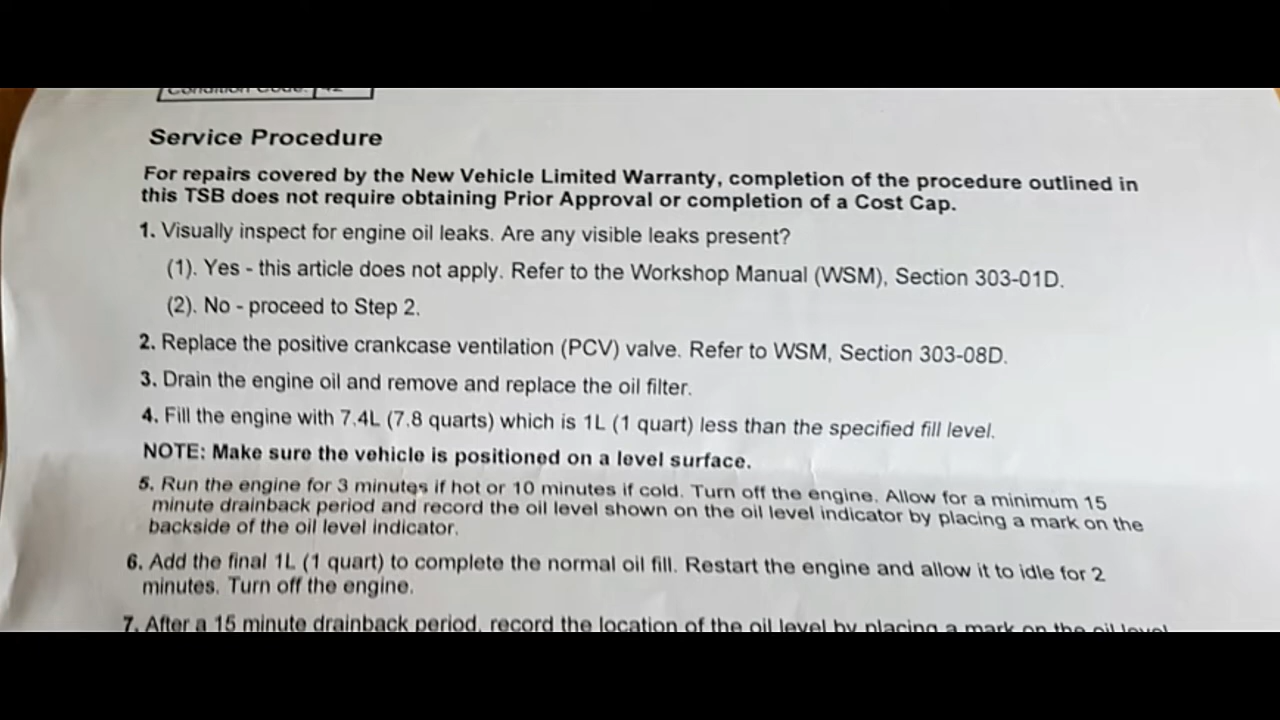 Condition Code: 42
Service Procedure
For repairs covered by the New Vehicle Limited Warranty, completion of the procedure outlined in
this TSB does not require obtaining Prior Approval or completion of a Cost Cap.
1. Visually inspect for engine oil leaks. Are any visible leaks present?
(1). Yes - this article does not apply. Refer to the Workshop Manual (WSM), Section 303-01D.
(2). No - proceed to Step 2.
2. Replace the positive crankcase ventilation (PCV) valve. Refer to WSM, Section 303-08D.
3. Drain the engine oil and remove and replace the oil filter.
4. Fill the engine with 7.4L (7.8 quarts) which is 1L (1 quart) less than the specified fill level.
NOTE: Make sure the vehicle is positioned on a level surface.
5. Run the engine for 3 minutes if hot or 10 minutes if cold. Turn off the engine. Allow for a minimum 15
minute drainback period and record the oil level shown on the oil level indicator by placing a mark on the
backside of the oil level indicator.
6. Add the final 1L (1 quart) to complete the normal oil fill. Restart the engine and allow it to idle for 2
minutes. Turn off the engine.
7. After a 15 minute drainback period, record the location of the oil level by placing a mark on the oil level